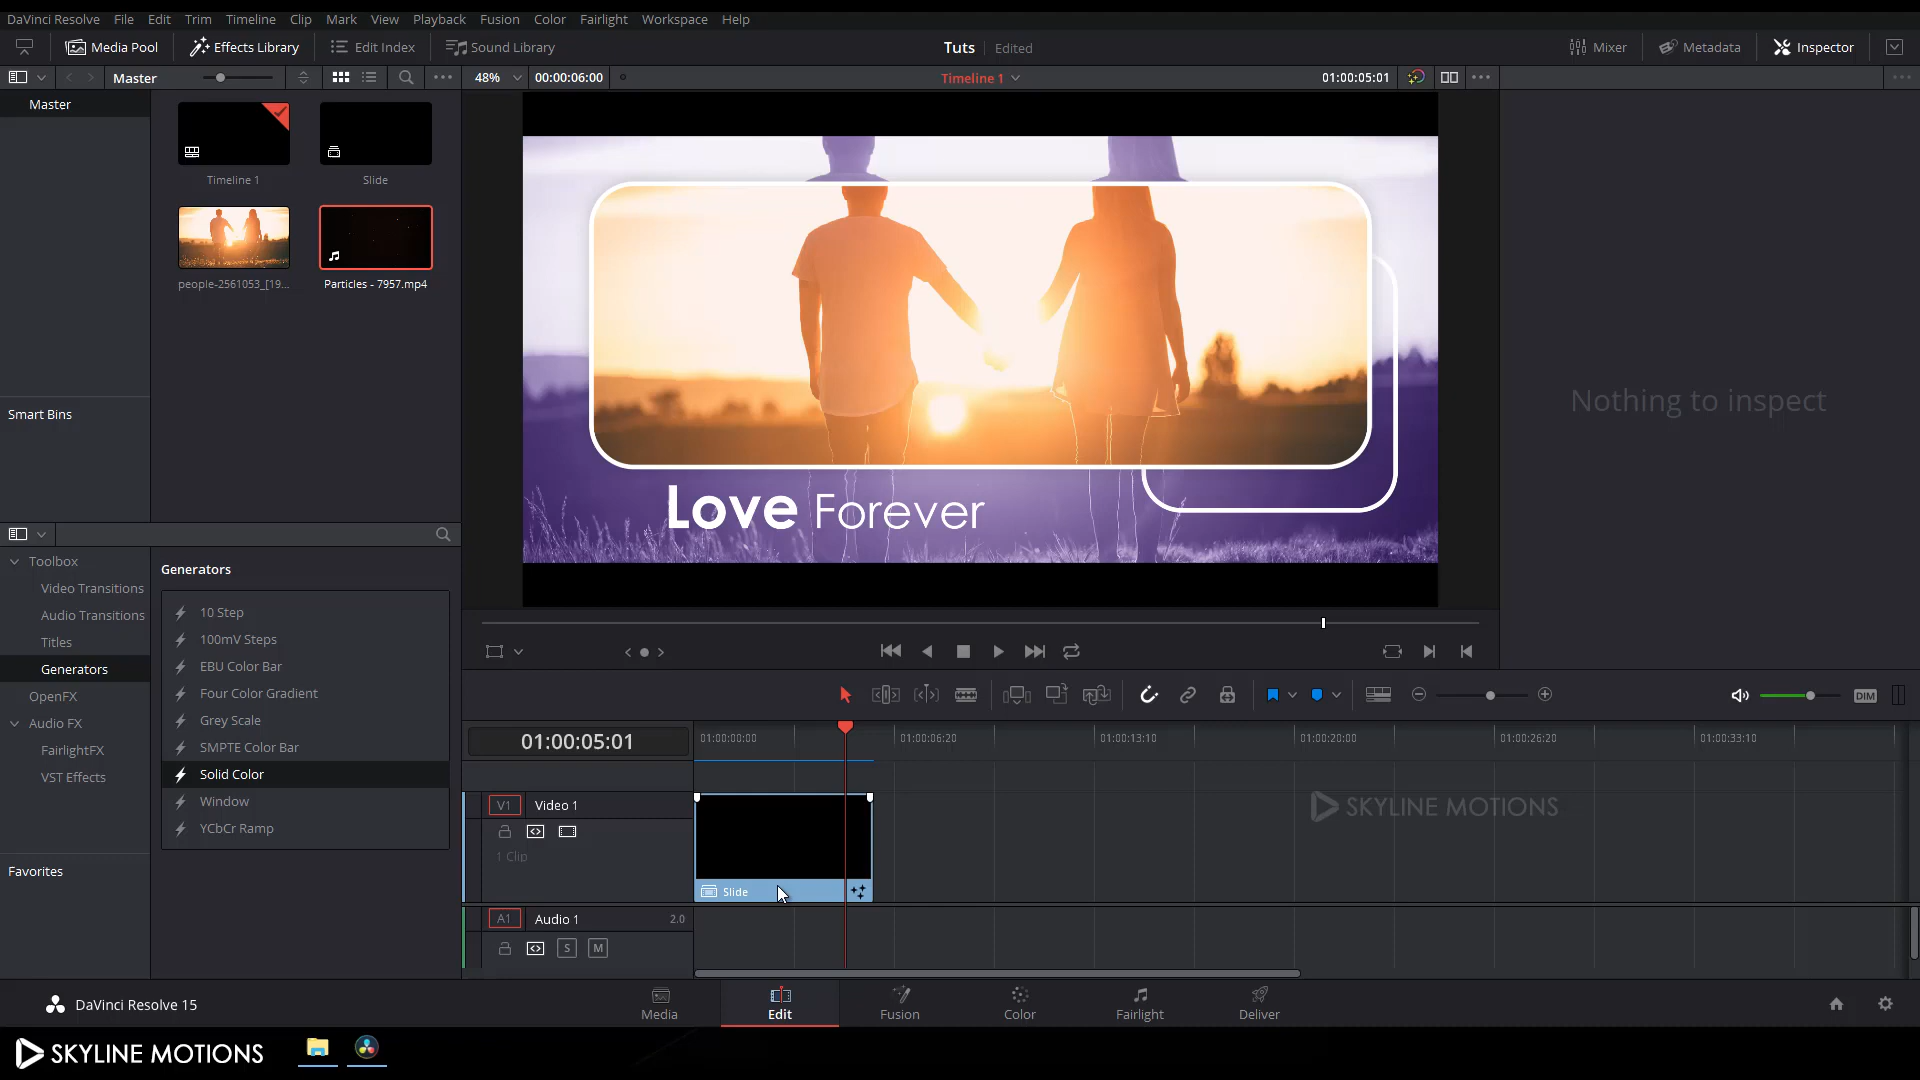 DaVinci Resolve File Edit Trim Timeline Clip Mark View Playback Fusion Color Fairlight Workspace Help
Media Pool Effects Library Edit Index Sound Library Tuts Edited Mixer Metadata Inspector
Master 48% 00:00:06:00 Timeline 1 01:00:05:01
Master
Timeline 1 Slide
people-2561053_[19... Particles - 7957.mp4
Smart Bins
Love Forever
Nothing to inspect
Toolbox
Video Transitions
Audio Transitions
Titles
Generators
OpenFX
Audio FX
FairlightFX
VST Effects
Favorites
Generators
10 Step
100mV Steps
EBU Color Bar
Four Color Gradient
Grey Scale
SMPTE Color Bar
Solid Color
Window
YCbCr Ramp
DIM
01:00:05:01 01:00:00:00 01:00:06:20 01:00:13:10 01:00:20:00 01:00:26:20 01:00:33:10
V1 Video 1
1 Clip
Slide
SKYLINE MOTIONS
A1 Audio 1 2.0
S M
DaVinci Resolve 15 Media Edit Fusion Color Fairlight Deliver
SKYLINE MOTIONS